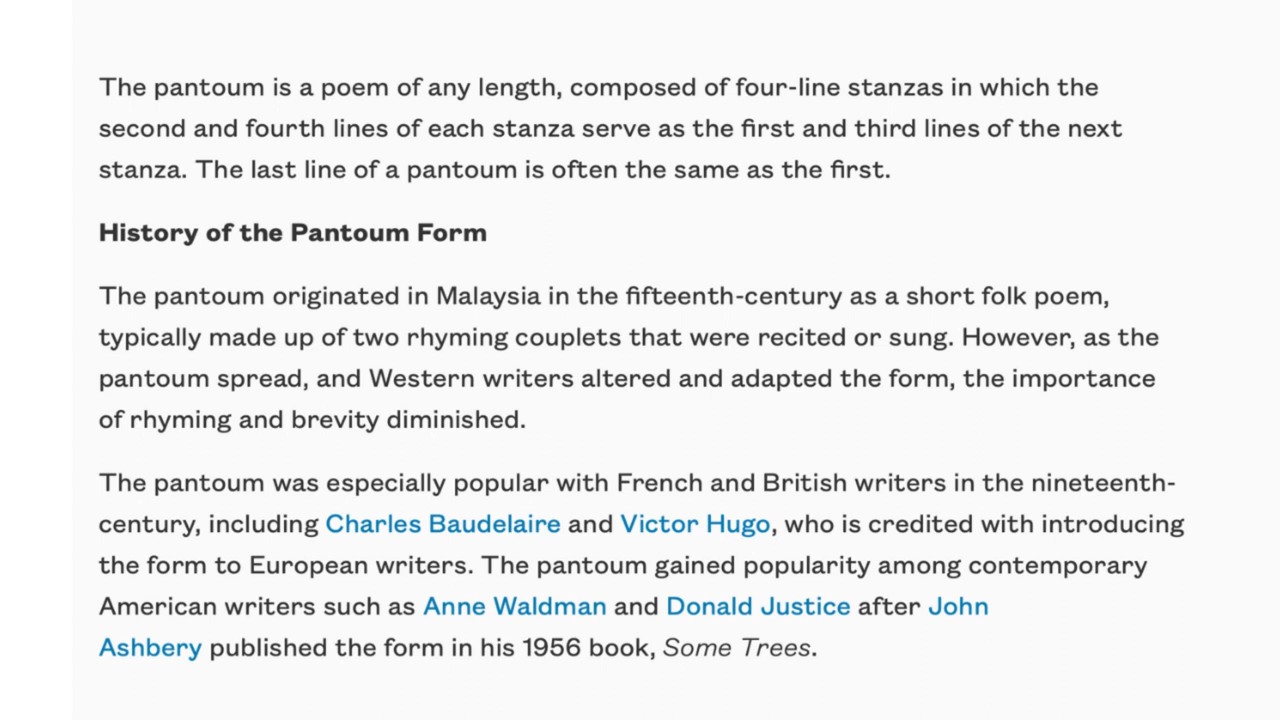 The pantoum is a poem of any length, composed of four-line stanzas in which the
second and fourth lines of each stanza serve as the first and third lines of the next
stanza. The last line of a pantoum is often the same as the first.
History of the Pantoum Form
The pantoum originated in Malaysia in the fifteenth-century as a short folk poem,
typically made up of two rhyming couplets that were recited or sung. However, as the
pantoum spread, and Western writers altered and adapted the form, the importance
of rhyming and brevity diminished.
The pantoum was especially popular with French and British writers in the nineteenth-
century, including Charles Baudelaire and Victor Hugo, who is credited with introducing
the form to European writers. The pantoum gained popularity among contemporary
American writers such as Anne Waldman and Donald Justice after John
Ashbery published the form in his 1956 book, Some Trees.